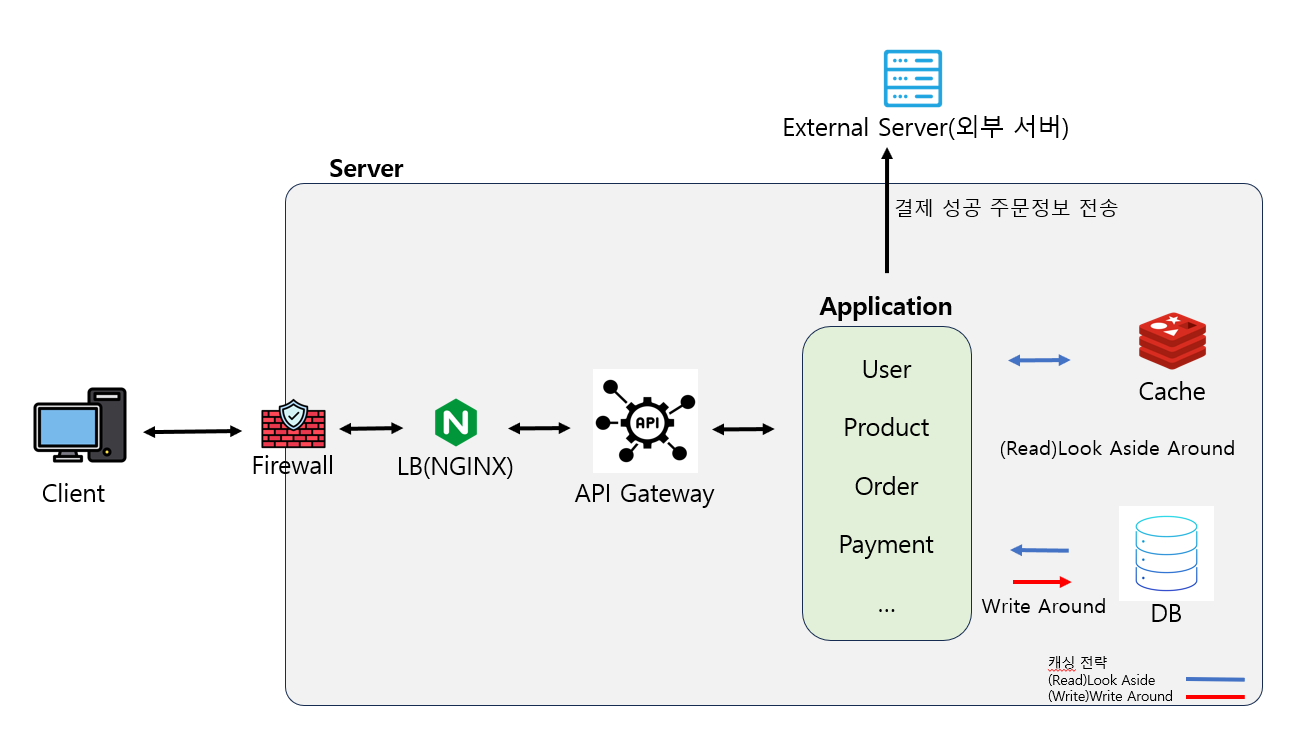 External Server(외부 서버)
Server
결제 성공 주문정보 전송
Application
User
Product
Order
Payment
...
Client
Firewall
LB(NGINX)
N
API
API Gateway
Cache
(Read)Look Aside Around
Write Around
DB
캐싱 전략
(Read)Look Aside
(Write)Write Around